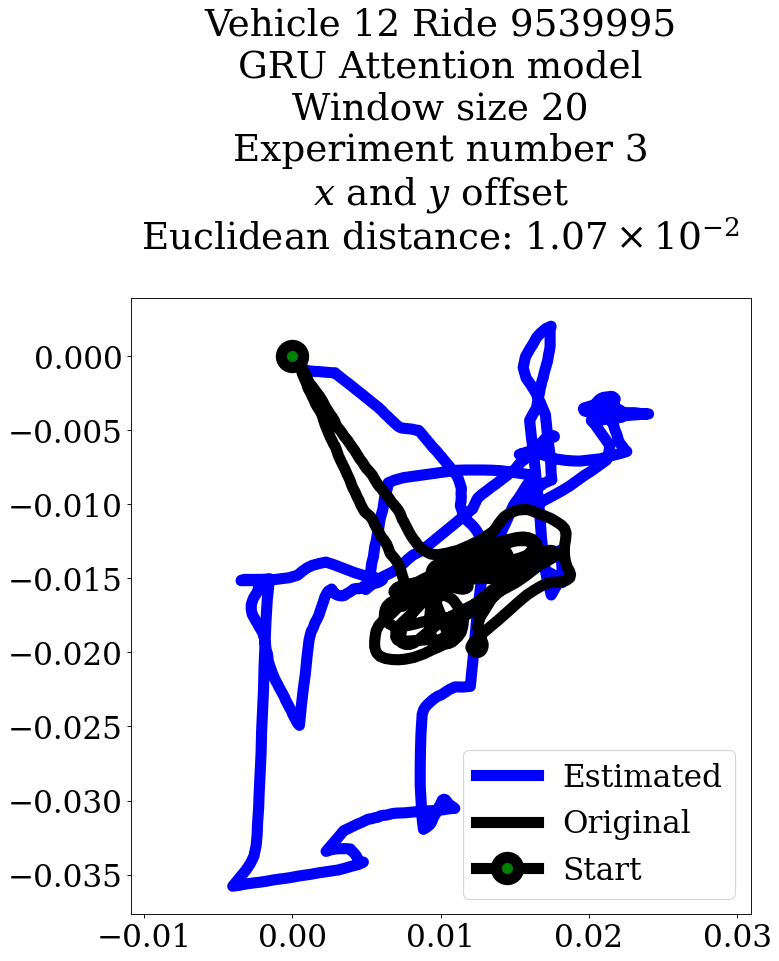 Vehicle 12 Ride 9539995
GRU Attention model
Window size 20
Experiment number 3
x and y offset
Euclidean distance: 1.07 × 10⁻²
0.000
−0.005
−0.010
−0.015
−0.020
−0.025
−0.030
−0.035
Estimated
Original
Start
−0.01 0.00 0.01 0.02 0.03